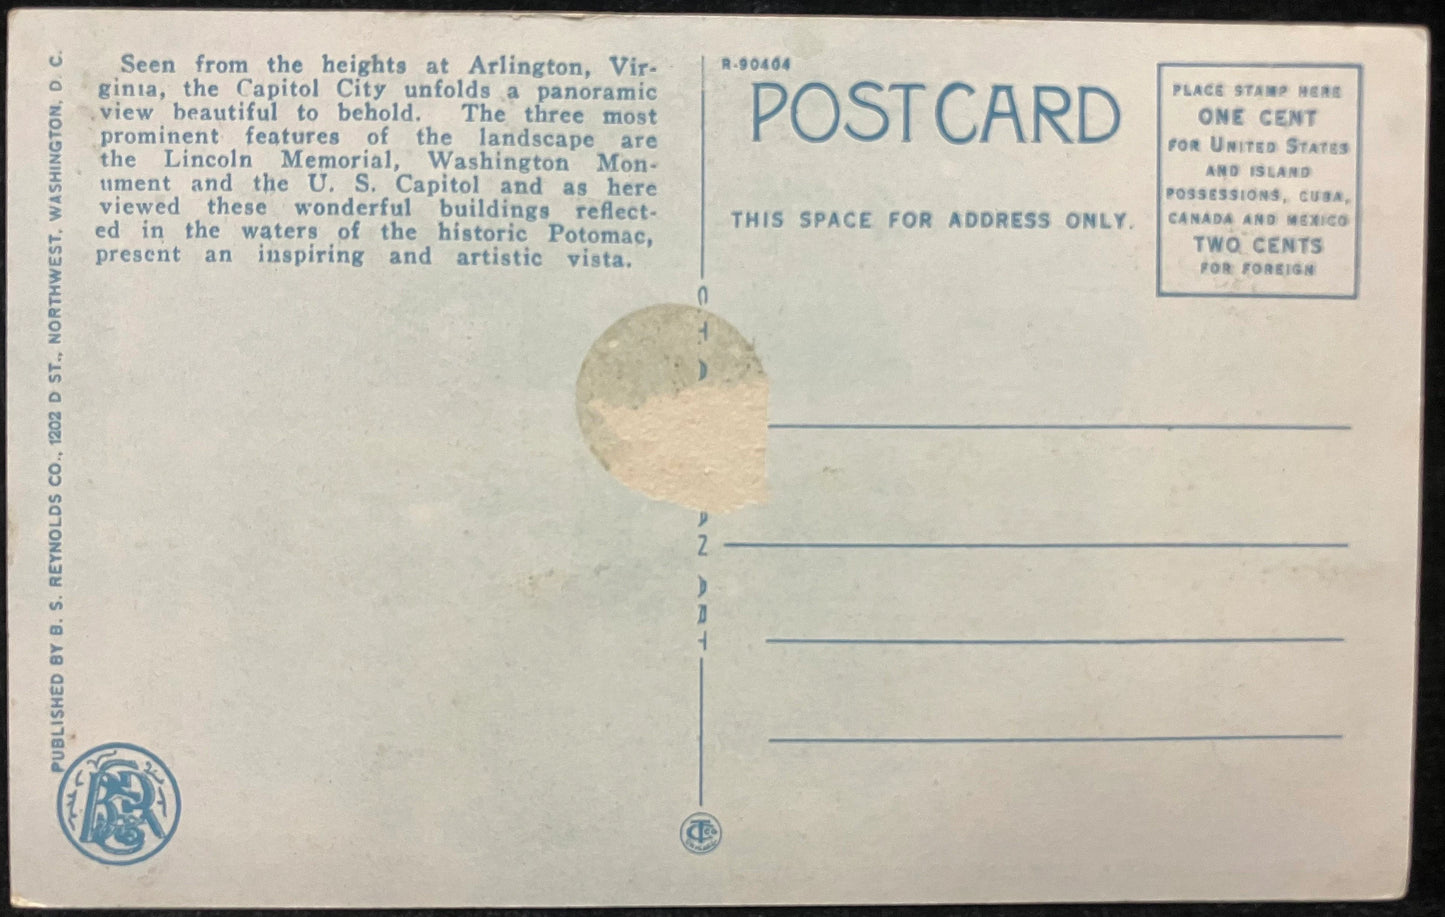 PUBLISHED BY B. S. REYNOLDS CO., 1202 D ST., NORTHWEST, WASHINGTON, D. C.
Seen from the heights at Arlington, Vir-
ginia, the Capitol City unfolds a panoramic
view beautiful to behold. The three most
prominent features of the landscape are
the Lincoln Memorial, Washington Mon-
ument and the U. S. Capitol and as here
viewed these wonderful buildings reflect-
ed in the waters of the historic Potomac,
present an inspiring and artistic vista.
R-90404
POST CARD
THIS SPACE FOR ADDRESS ONLY.
PLACE STAMP HERE
ONE CENT
FOR UNITED STATES
AND ISLAND
POSSESSIONS, CUBA,
CANADA AND MEXICO
TWO CENTS
FOR FOREIGN